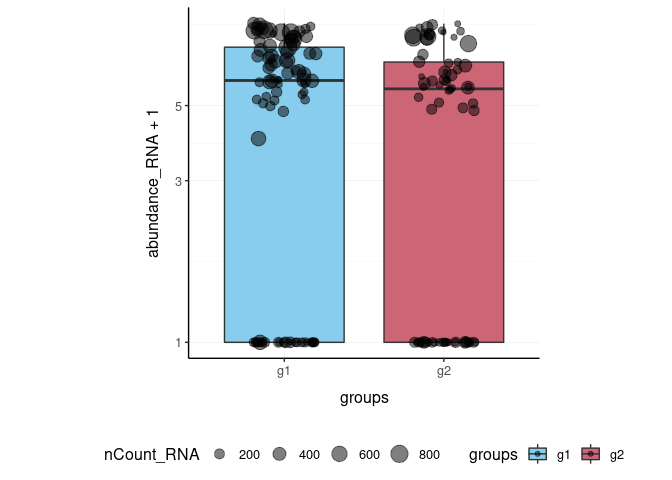 abundance_RNA + 1
5
3
1
g1 g2
groups
nCount_RNA 200 400 600 800 groups g1 g2